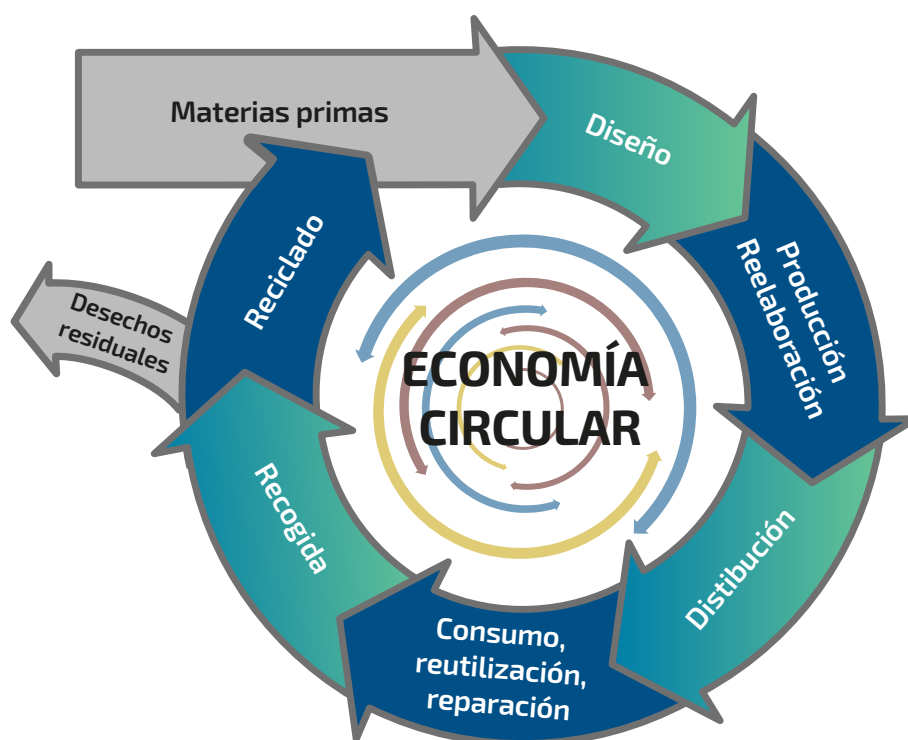 Materias primas
Diseño
Producción
Reelaboración
Distibución
Consumo,
reutilización,
reparación
Recogida
Reciclado
Desechos
residuales
ECONOMÍA
CIRCULAR